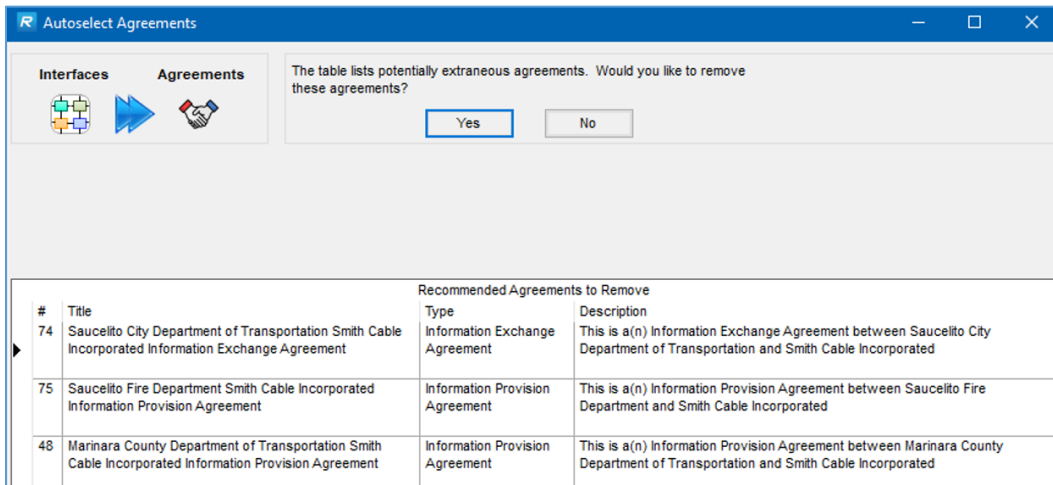 R Autoselect Agreements
Interfaces Agreements
The table lists potentially extraneous agreements. Would you like to remove
these agreements?
Yes No
Recommended Agreements to Remove
# Title Type Description
74 Saucelito City Department of Transportation Smith Cable Information Exchange This is a(n) Information Exchange Agreement between Saucelito City
Incorporated Information Exchange Agreement Agreement Department of Transportation and Smith Cable Incorporated
75 Saucelito Fire Department Smith Cable Incorporated Information Provision This is a(n) Information Provision Agreement between Saucelito Fire
Information Provision Agreement Agreement Department and Smith Cable Incorporated
48 Marinara County Department of Transportation Smith Information Provision This is a(n) Information Provision Agreement between Marinara County
Cable Incorporated Information Provision Agreement Agreement Department of Transportation and Smith Cable Incorporated